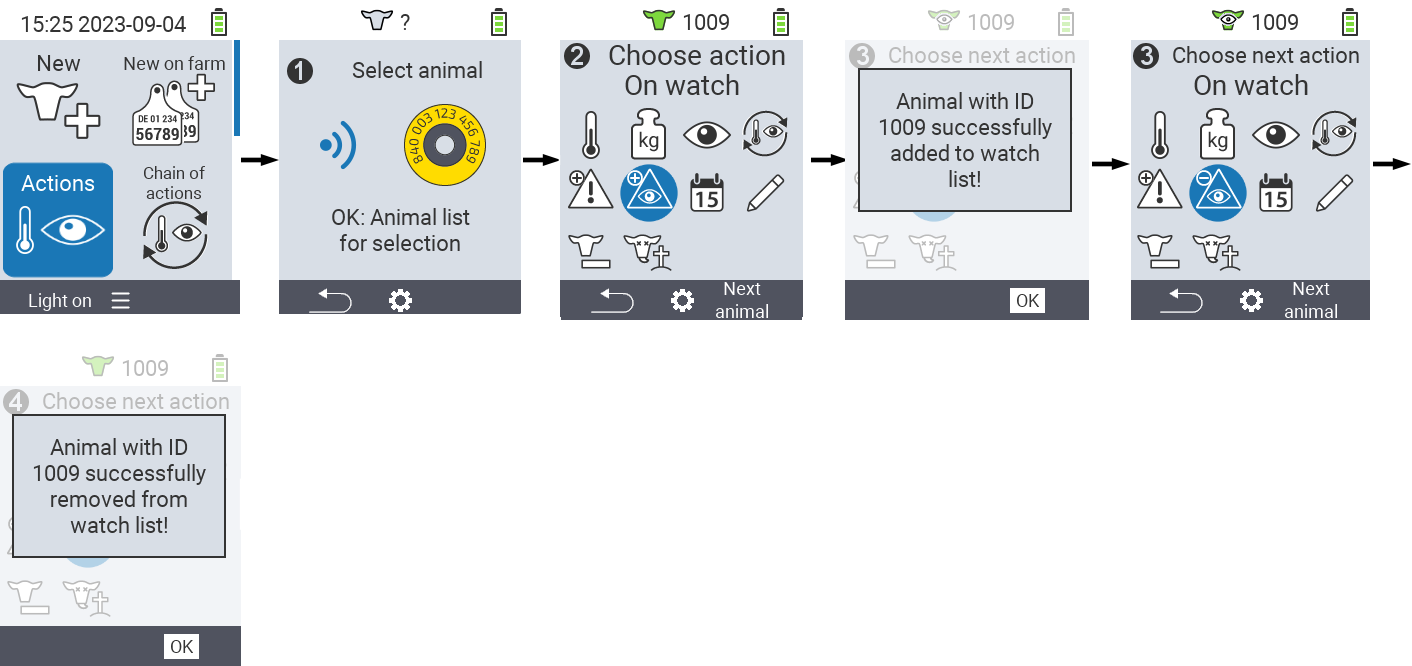 15:25 2023-09-04
New
New on farm
DE 01 234
56789
234
89
Actions
Chain of
actions
Light on
?
1
Select animal
840 003 123 456 789
OK: Animal list
for selection
1009
2
Choose action
On watch
kg
15
Next
animal
1009
3
Choose next action
Animal with ID
1009 successfully
added to watch
list!
OK
1009
3
Choose next action
On watch
kg
15
Next
animal
1009
4
Choose next action
Animal with ID
1009 successfully
removed from
watch list!
OK